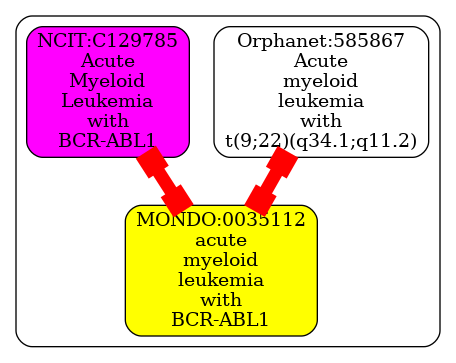 NCIT:C129785
Acute
Myeloid
Leukemia
with
BCR-ABL1
Orphanet:585867
Acute
myeloid
leukemia
with
t(9;22)(q34.1;q11.2)
MONDO:0035112
acute
myeloid
leukemia
with
BCR-ABL1